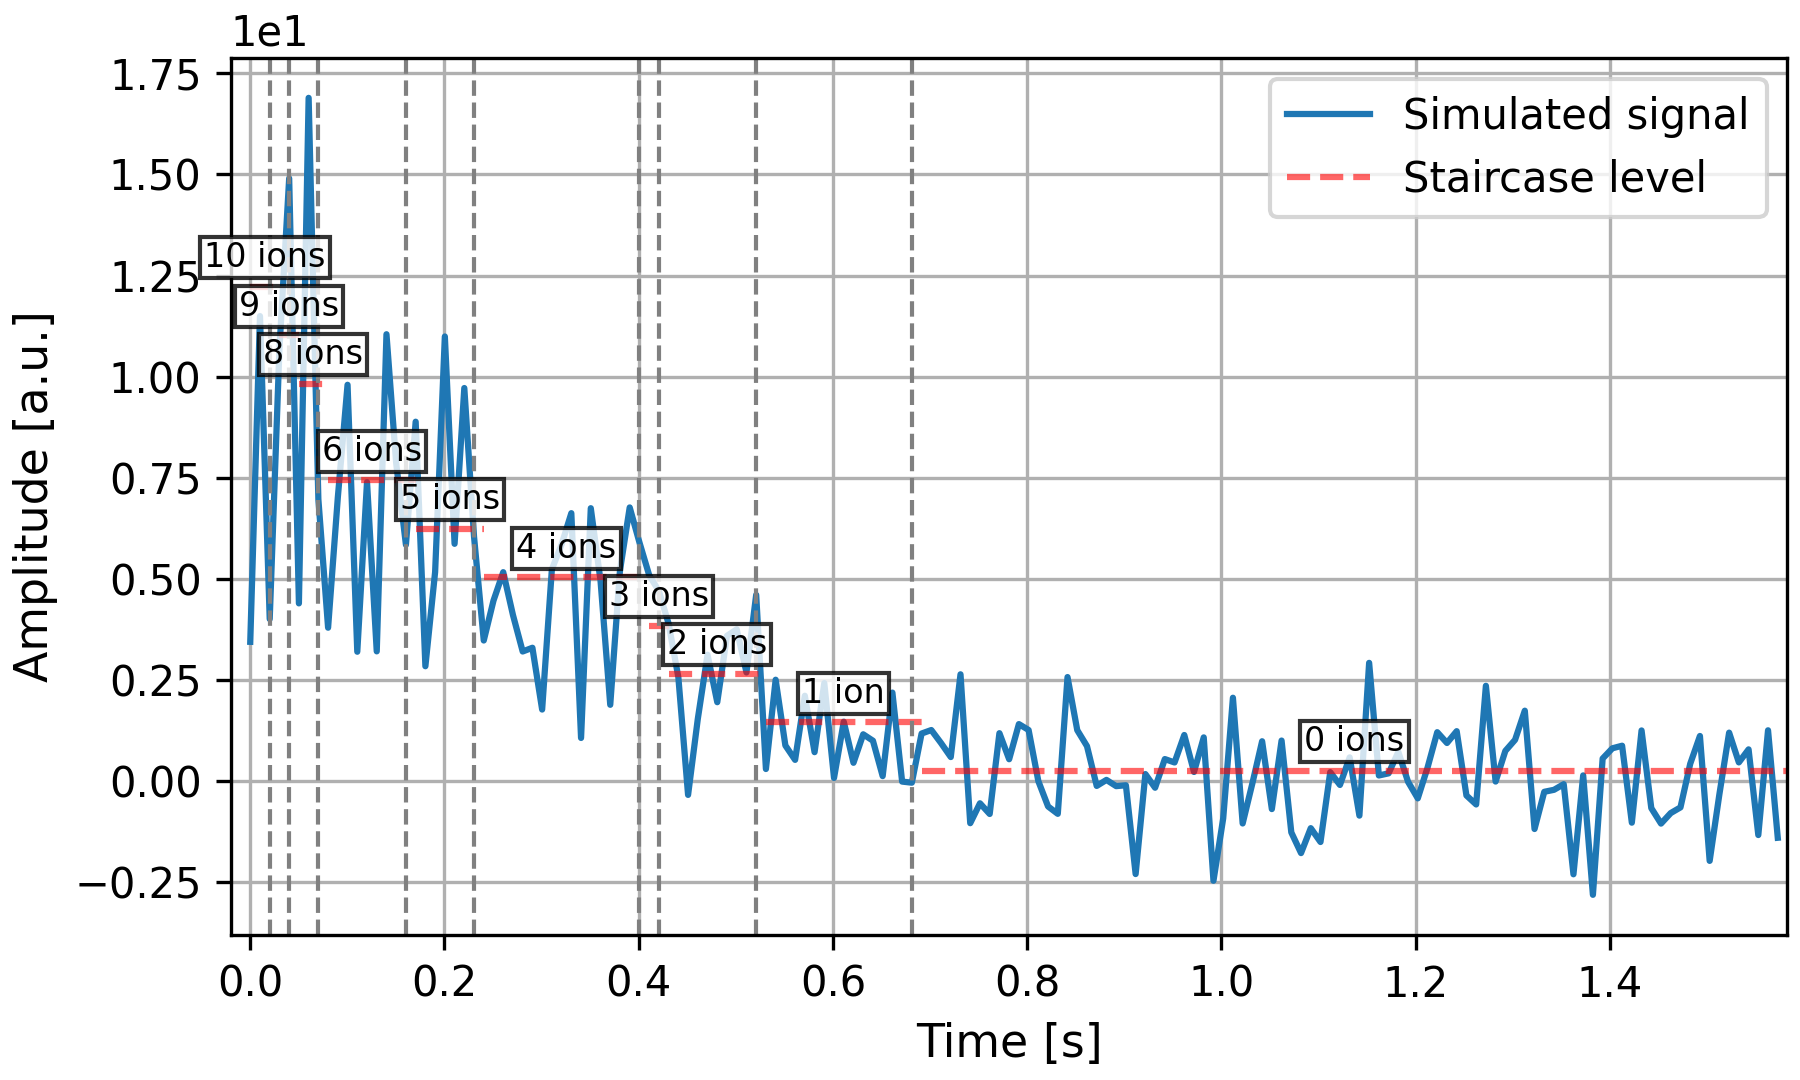 1e1
1.75
1.50
1.25
1.00
0.75
0.50
0.25
0.00
−0.25
Amplitude [a.u.]
Simulated signal
Staircase level
10 ions
9 ions
8 ions
6 ions
5 ions
4 ions
3 ions
2 ions
1 ion
0 ions
0.0 0.2 0.4 0.6 0.8 1.0 1.2 1.4
Time [s]